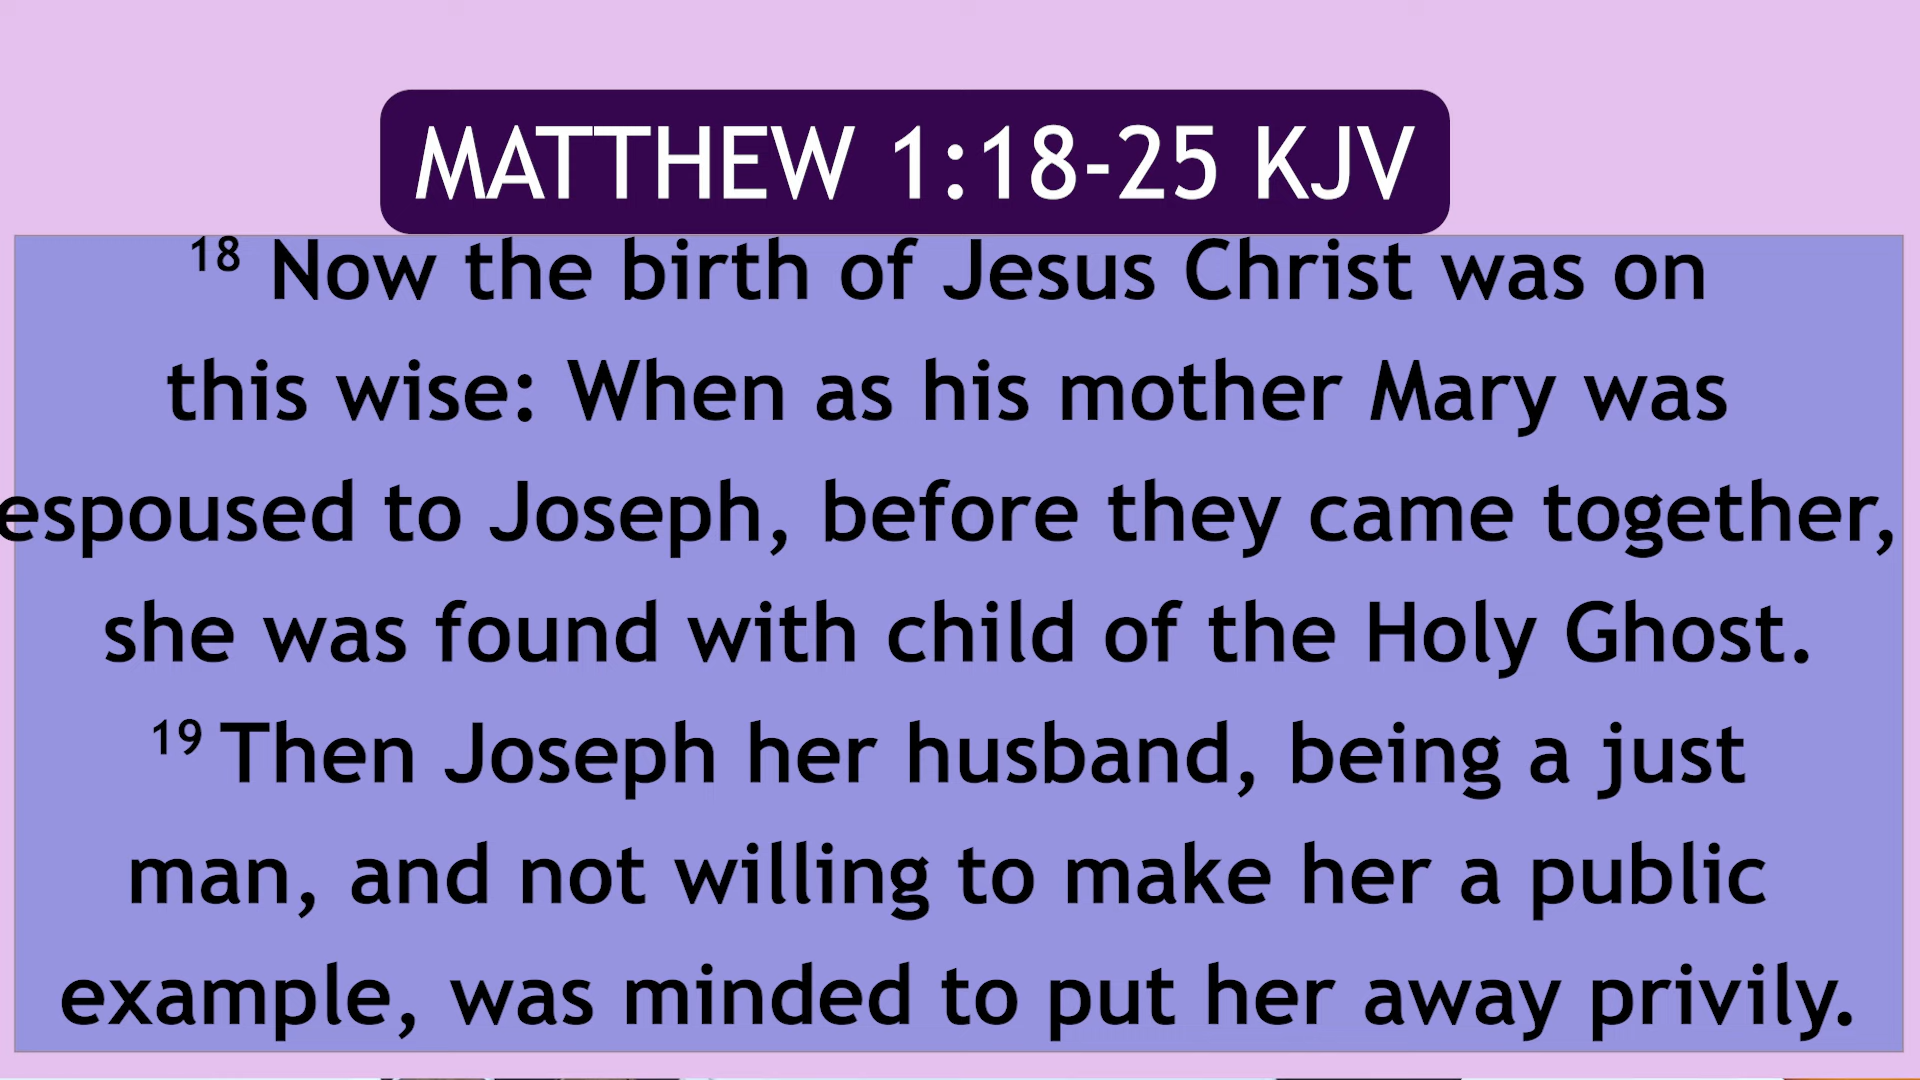 MATTHEW 1:18-25 KJV
18 Now the birth of Jesus Christ was on
this wise: When as his mother Mary was
espoused to Joseph, before they came together,
she was found with child of the Holy Ghost.
19 Then Joseph her husband, being a just
man, and not willing to make her a public
example, was minded to put her away privily.